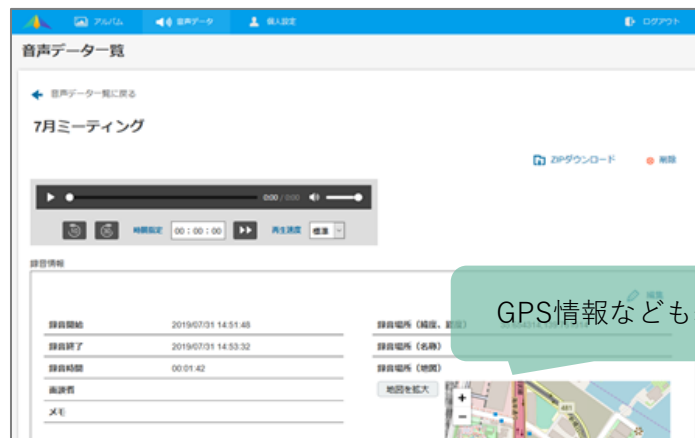 アルバム 音声データ 個人設定 ログアウト
音声データ一覧
音声データ一覧に戻る
7月ミーティング
ZIPダウンロード 削除
0:00 / 0:00
10 30 時間指定 00:00:00 再生速度 標準
録音情報
編集
GPS情報なども
録音開始 2019/07/31 14:51:48 録音場所（緯度、経度）
録音終了 2019/07/31 14:53:32 録音場所（名称）
録音時間 00:01:42 録音場所（地図）
面談者 地図を拡大 +
メモ −
481